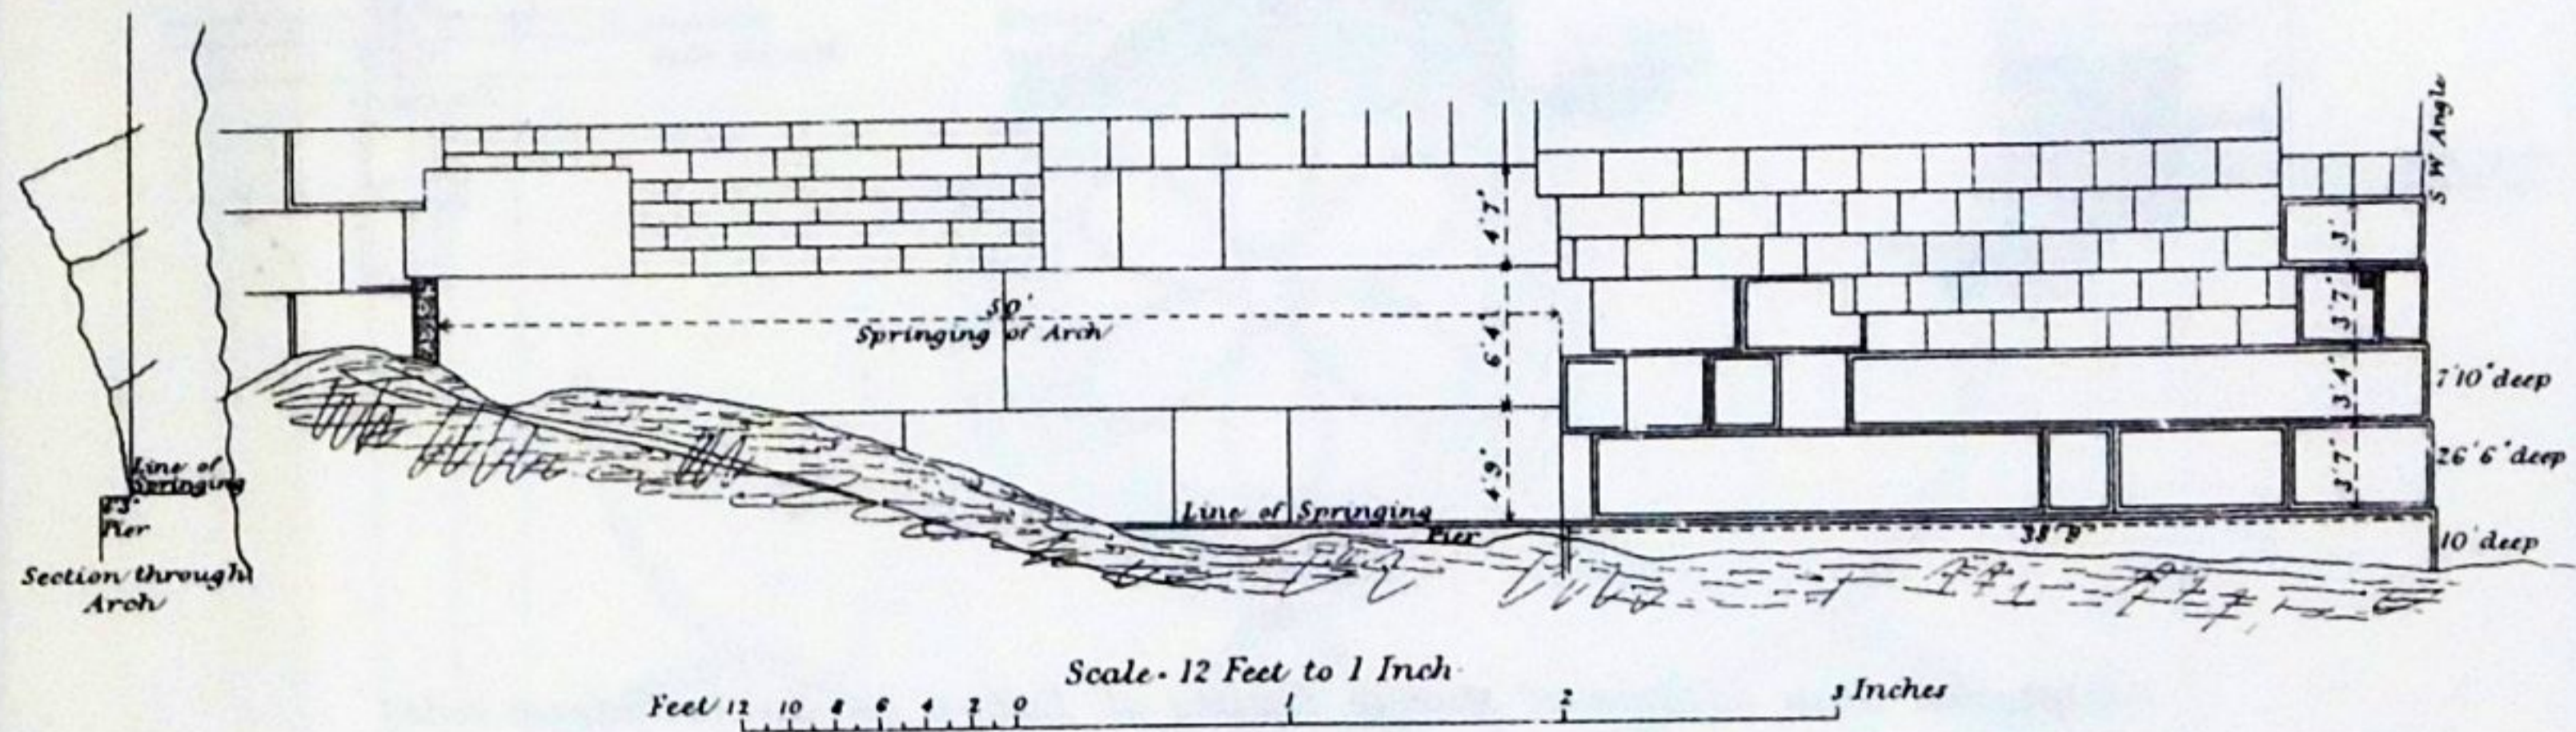 S W Angle
4' 7"
3'
50'
Springing of Arch
6' 4"
3' 7"
3' 4"
7' 10" deep
Line of
Springing
Pier
Section through
Arch
4' 9"
Line of Springing
Pier
3' 7"
26' 6" deep
10' deep
Scale. 12 Feet to 1 Inch
Feet 12 10 8 6 4 2 0 1 2 3 Inches